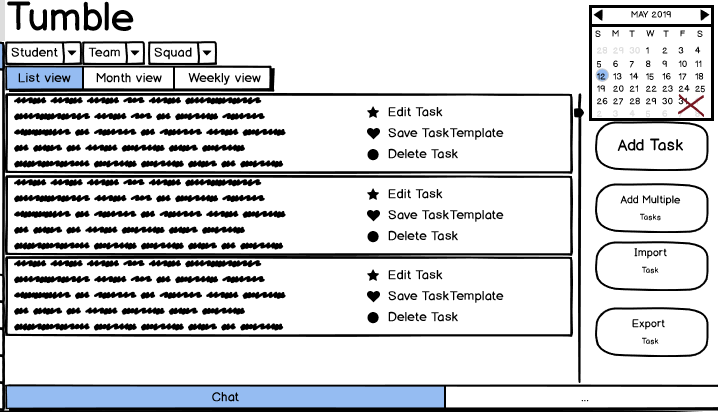 Tumble
Student Team Squad
List view Month view Weekly view
MAY 2019
S M T W T F S
28 29 30 1 2 3 4
5 6 7 8 9 10 11
12 13 14 15 16 17 18
19 20 21 22 23 24 25
26 27 28 29 30 31
Edit Task
Save TaskTemplate
Delete Task
Edit Task
Save TaskTemplate
Delete Task
Edit Task
Save TaskTemplate
Delete Task
Add Task
Add Multiple
Tasks
Import
Task
Export
Task
Chat ...